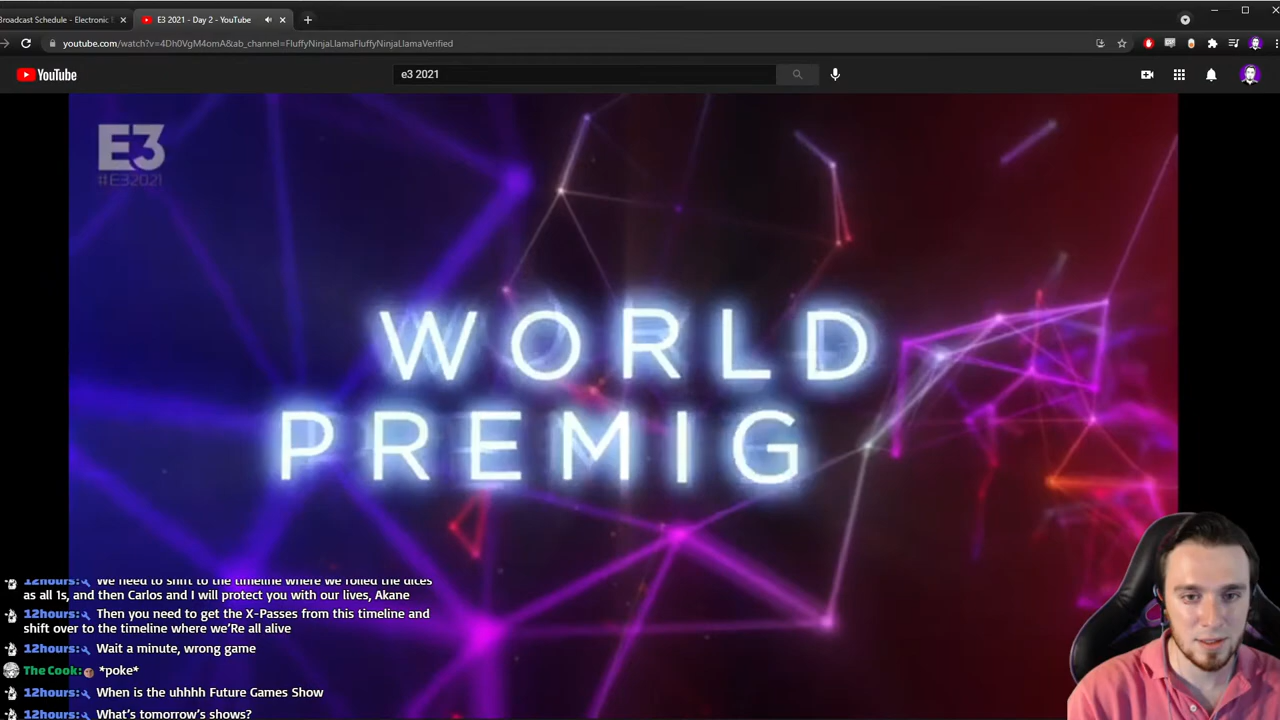 Broadcast Schedule - Electronic E
E3 2021 - Day 2 - YouTube
youtube.com/watch?v=4Dh0VgM4omA&ab_channel=FluffyNinjaLlamaFluffyNinjaLlamaVerified
YouTube
e3 2021
E3
#E32021
WORLD
PREMIG
12hours: We need to shift to the timeline where we rolled the dices
as all 1s, and then Carlos and I will protect you with our lives, Akane
12hours: Then you need to get the X-Passes from this timeline and
shift over to the timeline where we'Re all alive
12hours: Wait a minute, wrong game
The Cook: *poke*
12hours: When is the uhhhh Future Games Show
12hours: What's tomorrow's shows?